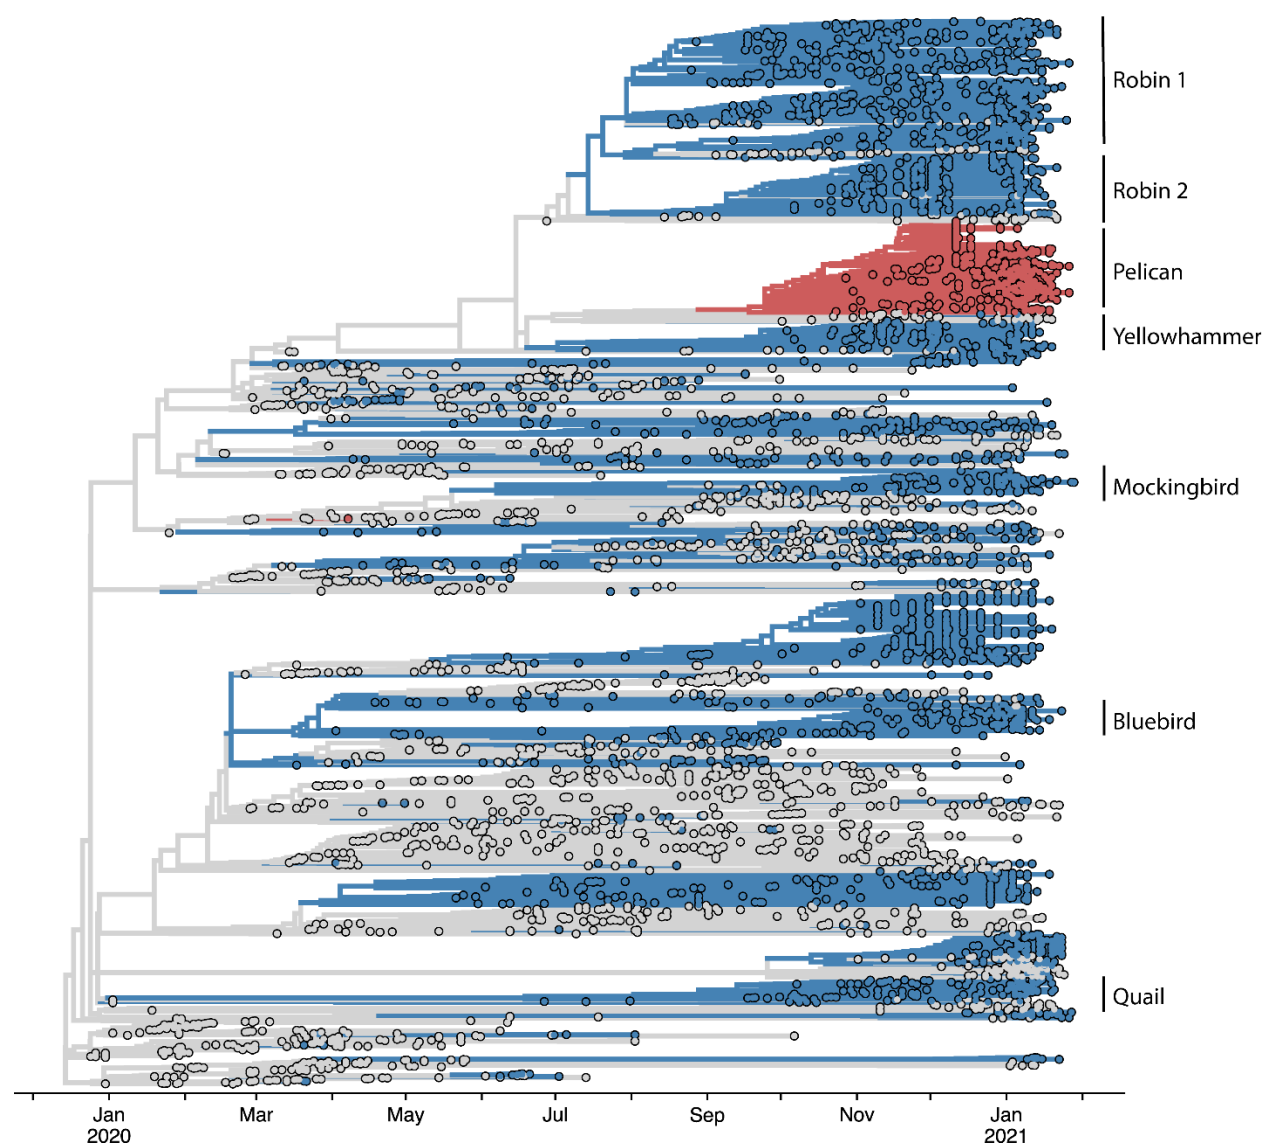 Robin 1
Robin 2
Pelican
Yellowhammer
Mockingbird
Bluebird
Quail
Jan Mar May Jul Sep Nov Jan
2020 2021